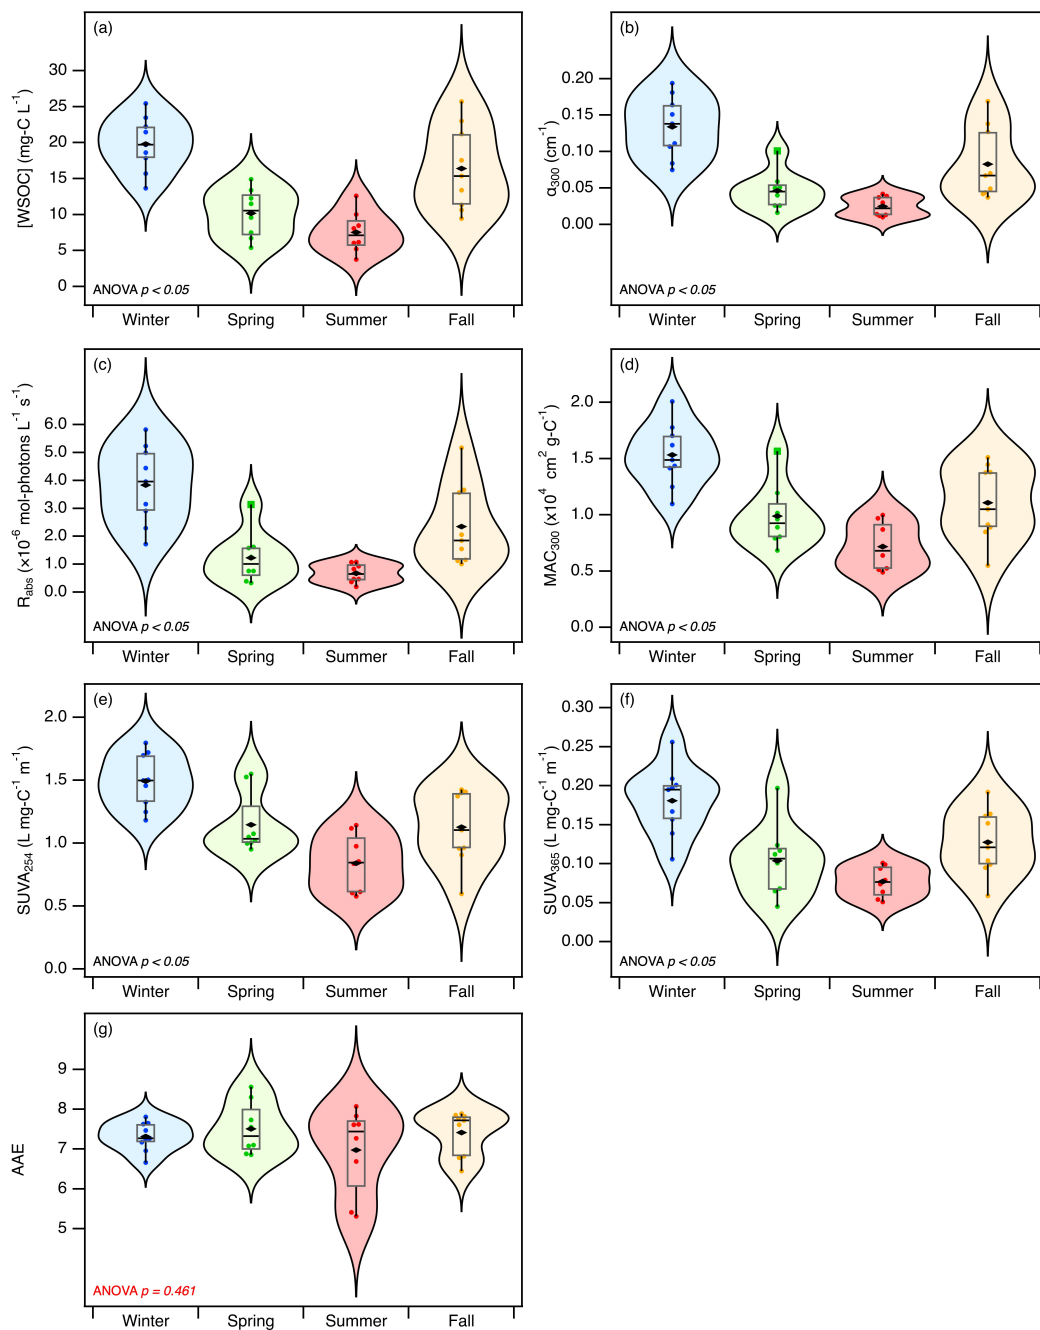 (a)
[WSOC] (mg-C L⁻¹)
30
25
20
15
10
5
0
ANOVA p < 0.05
Winter Spring Summer Fall
(b)
α₃₀₀ (cm⁻¹)
0.20
0.15
0.10
0.05
0.00
ANOVA p < 0.05
Winter Spring Summer Fall
(c)
R_abs (x10⁻⁶ mol-photons L⁻¹ s⁻¹)
6.0
5.0
4.0
3.0
2.0
1.0
0.0
ANOVA p < 0.05
Winter Spring Summer Fall
(d)
MAC₃₀₀ (x10⁴ cm² g-C⁻¹)
2.0
1.5
1.0
0.5
0.0
ANOVA p < 0.05
Winter Spring Summer Fall
(e)
SUVA₂₅₄ (L mg-C⁻¹ m⁻¹)
2.0
1.5
1.0
0.5
0.0
ANOVA p < 0.05
Winter Spring Summer Fall
(f)
SUVA₃₆₅ (L mg-C⁻¹ m⁻¹)
0.30
0.25
0.20
0.15
0.10
0.05
0.00
ANOVA p < 0.05
Winter Spring Summer Fall
(g)
AAE
9
8
7
6
5
ANOVA p = 0.461
Winter Spring Summer Fall